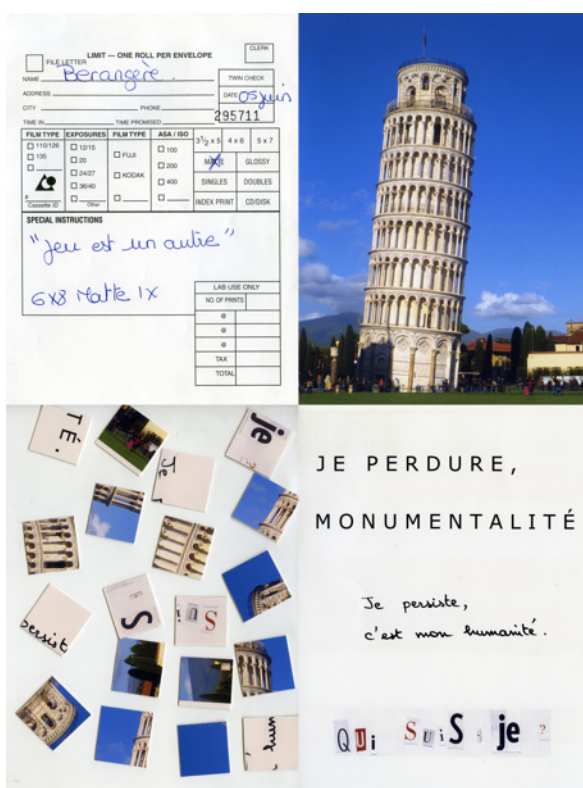 CLERK
LIMIT — ONE ROLL PER ENVELOPE
FILE LETTER
NAME Berangère.
TWIN CHECK
ADDRESS
DATE 05 juin
CITY PHONE
295711
TIME IN TIME PROMISED
FILM TYPE EXPOSURES FILM TYPE ASA / ISO 3½ x 5 4 x 6 5 x 7
110/126 12/15 FUJI 100 MATTE GLOSSY
135 20 KODAK 200 SINGLES DOUBLES
24/27 400 INDEX PRINT CD/DISK
36/40
# Cassette ID Other
SPECIAL INSTRUCTIONS
"jeu est un autre"
6x8 Matte 1X
LAB USE ONLY
NO. OF PRINTS
@
@
@
TAX
TOTAL
TÉ.
je ?
Je,
S
i S
persist
hum
JE PERDURE,
MONUMENTALITÉ
Je persiste,
c'est mon humanité.
QUi SUiS je ?